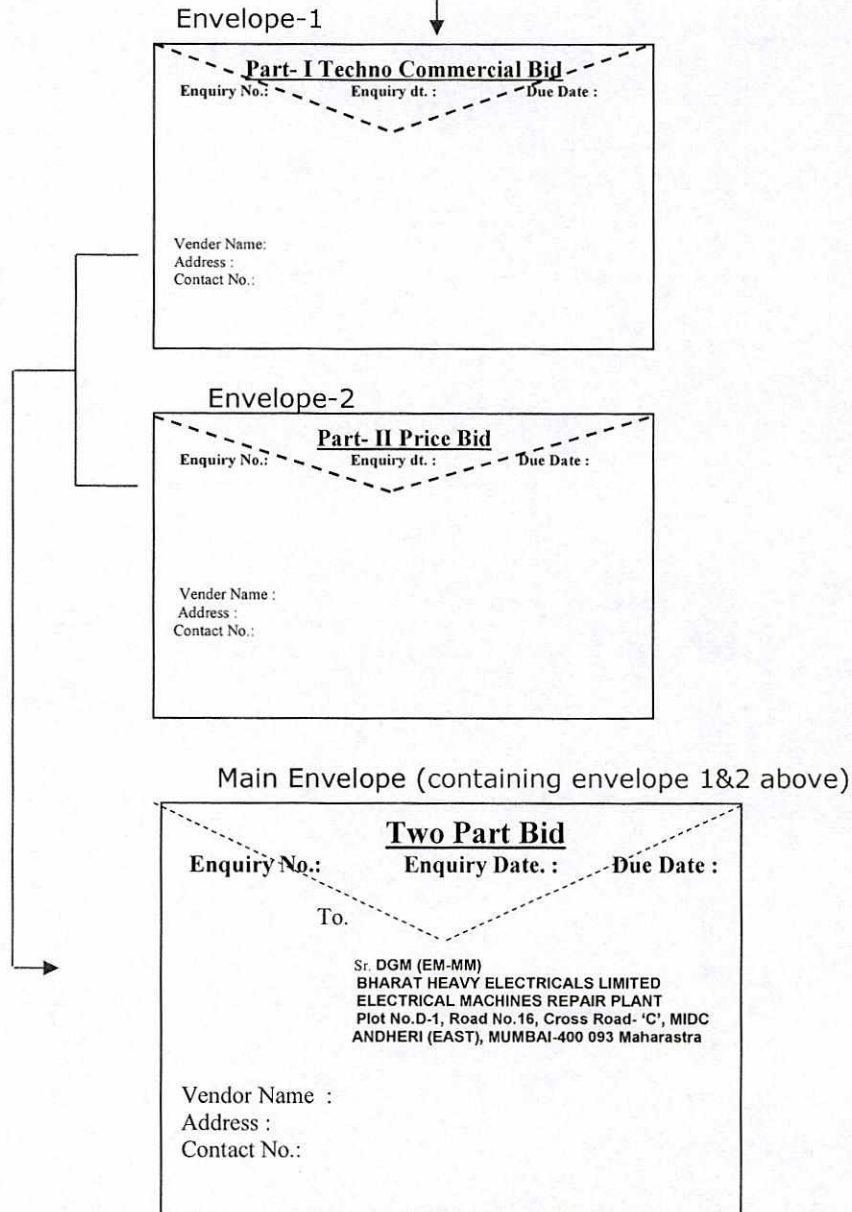 Envelope-1
Part- I Techno Commercial Bid
Enquiry No.: Enquiry dt. : Due Date :
Vender Name:
Address :
Contact No.:
Envelope-2
Part- II Price Bid
Enquiry No.: Enquiry dt. : Due Date :
Vender Name :
Address :
Contact No.:
Main Envelope (containing envelope 1&2 above)
Two Part Bid
Enquiry No.: Enquiry Date. : Due Date :
To.
Sr. DGM (EM-MM)
BHARAT HEAVY ELECTRICALS LIMITED
ELECTRICAL MACHINES REPAIR PLANT
Plot No.D-1, Road No.16, Cross Road- ‘C’, MIDC
ANDHERI (EAST), MUMBAI-400 093 Maharastra
Vendor Name :
Address :
Contact No.: